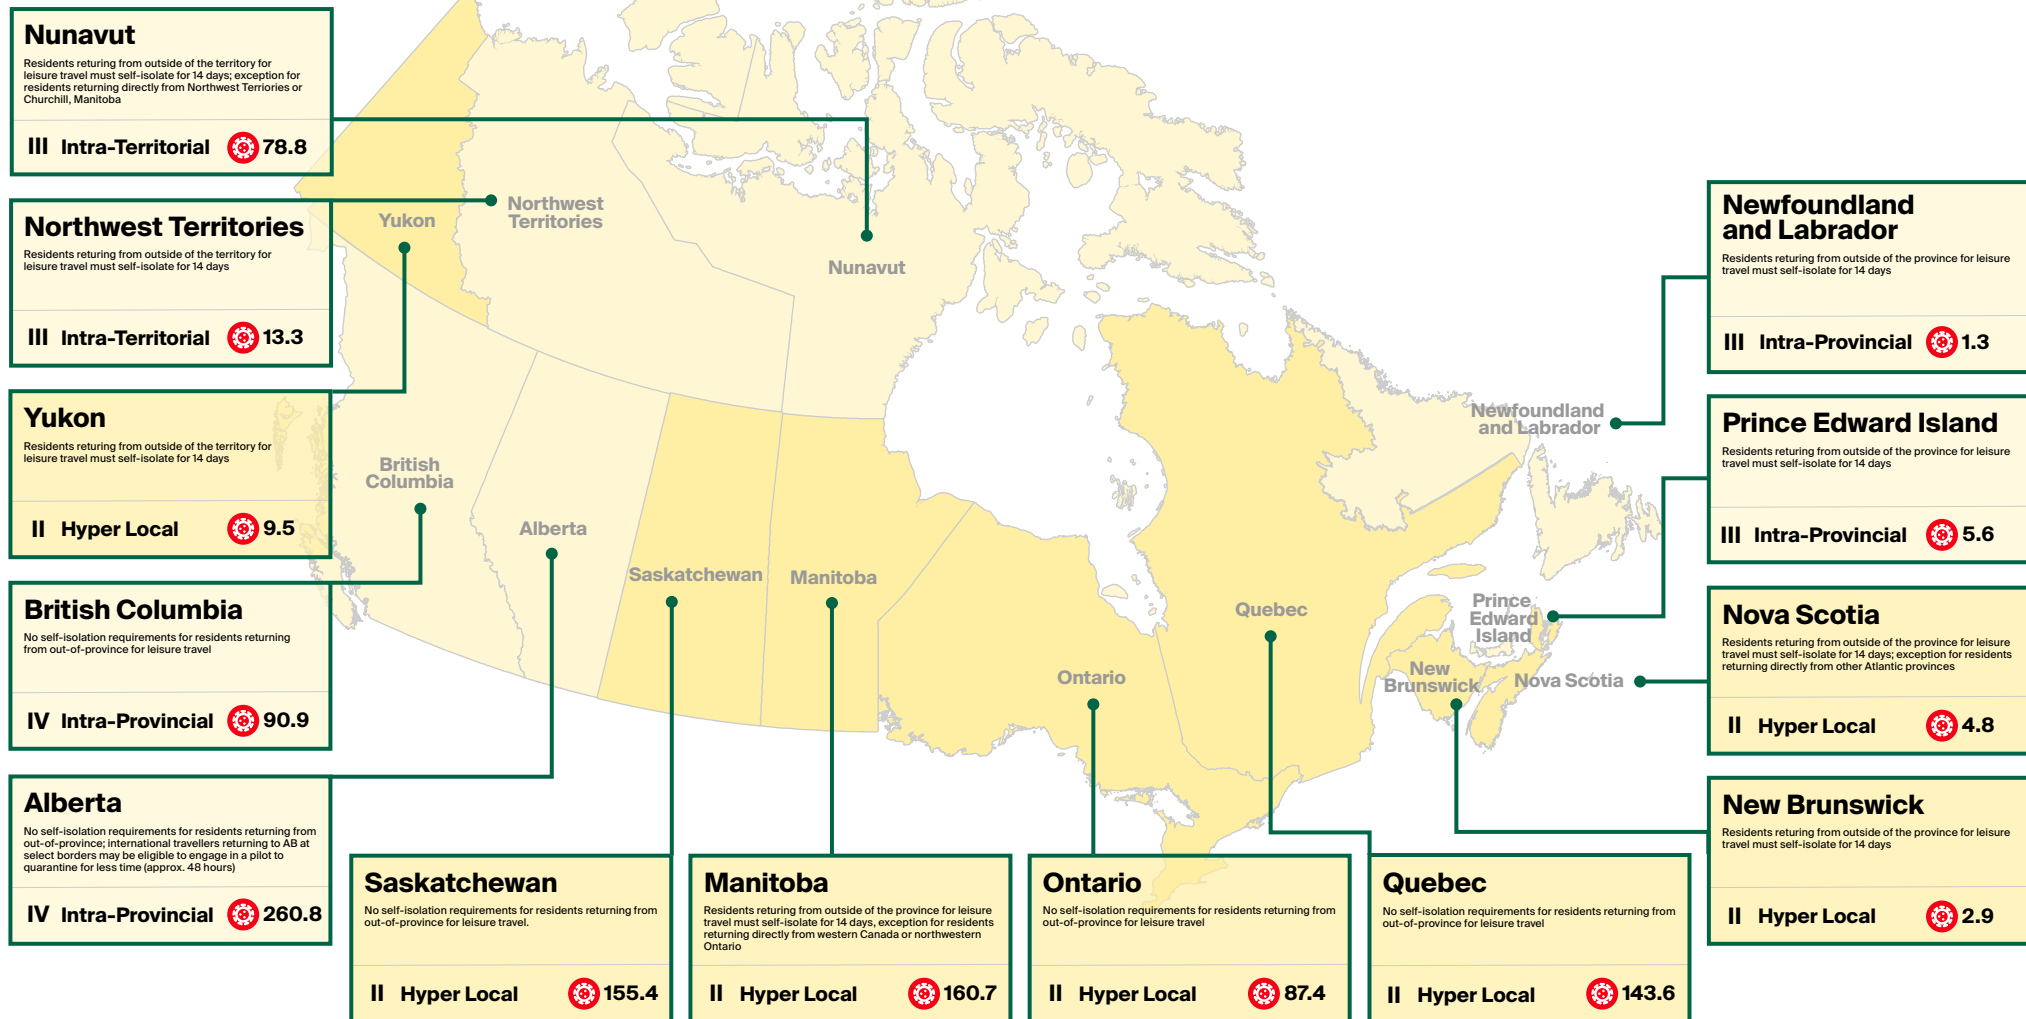 Nunavut
Residents returing from outside of the territory for
leisure travel must self-isolate for 14 days; exception for
residents returning directly from Northwest Terriories or
Churchill, Manitoba
III Intra-Territorial 78.8
Northwest Territories
Residents returing from outside of the territory for
leisure travel must self-isolate for 14 days
III Intra-Territorial 13.3
Yukon
Residents returing from outside of the territory for
leisure travel must self-isolate for 14 days
II Hyper Local 9.5
British Columbia
No self-isolation requirements for residents returning
from out-of-province for leisure travel
IV Intra-Provincial 90.9
Alberta
No self-isolation requirements for residents returning from
out-of-province; international travellers returning to AB at
select borders may be eligible to engage in a pilot to
quarantine for less time (approx. 48 hours)
IV Intra-Provincial 260.8
Yukon
Northwest
Territories
Nunavut
British
Columbia
Alberta
Saskatchewan
Manitoba
Ontario
Quebec
Newfoundland
and Labrador
Prince
Edward
Island
New
Brunswick
Nova Scotia
Saskatchewan
No self-isolation requirements for residents returning from
out-of-province for leisure travel.
II Hyper Local 155.4
Manitoba
Residents returing from outside of the province for leisure
travel must self-isolate for 14 days, exception for residents
returning directly from western Canada or northwestern
Ontario
II Hyper Local 160.7
Ontario
No self-isolation requirements for residents returning from
out-of-province for leisure travel
II Hyper Local 87.4
Quebec
No self-isolation requirements for residents returning from
out-of-province for leisure travel
II Hyper Local 143.6
Newfoundland
and Labrador
Residents returing from outside of the province for leisure
travel must self-isolate for 14 days
III Intra-Provincial 1.3
Prince Edward Island
Residents returing from outside of the province for leisure
travel must self-isolate for 14 days
III Intra-Provincial 5.6
Nova Scotia
Residents returing from outside of the province for leisure
travel must self-isolate for 14 days; exception for residents
returning directly from other Atlantic provinces
II Hyper Local 4.8
New Brunswick
Residents returing from outside of the province for leisure
travel must self-isolate for 14 days
II Hyper Local 2.9